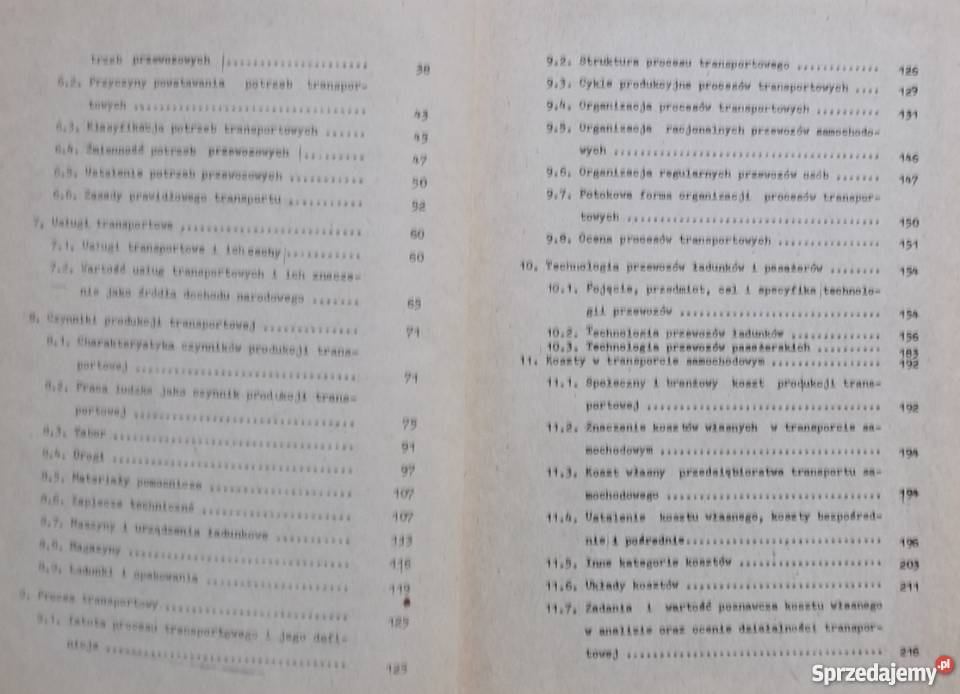 trzeb przewozowych ..................... 38
6.2. Przyczyny powstawania potrzeb transpor-
towych ............................ 43
6.3. Klasyfikacja potrzeb transportowych ...... 45
6.4. Zmienność potrzeb przewozowych ......... 47
6.5. Ustalenie potrzeb przewozowych ........... 50
6.6. Zasady prawidłowego transportu ........... 52
7. Usługi transportowe .......................... 60
7.1. Usługi transportowe i ich cechy ........... 60
7.2. Wartość usług transportowych i ich znacze-
nie jako źródła dochodu narodowego ....... 65
8. Czynniki produkcji transportowej ............. 71
8.1. Charakterystyka czynników produkcji trans-
portowej .............................. 71
8.2. Praca ludzka jako czynnik produkcji trans-
portowej .............................. 75
8.3. Tabor ................................ 91
8.4. Drogi ................................ 97
8.5. Materiały pomocnicze .................. 107
8.6. Zaplecze techniczne .................... 107
8.7. Maszyny i urządzenia ładunkowe .......... 113
8.8. Magazyny .............................. 116
8.9. Ładunki i opakowania .................. 119
9. Proces transportowy ......................... 123
9.1. Istota procesu transportowego i jego defi-
nicje .................................. 123
9.2. Struktura procesu transportowego ............ 126
9.3. Cykle produkcyjne procesów transportowych .... 129
9.4. Organizacja procesów transportowych ......... 131
9.5. Organizacja racjonalnych przewozów samochodo-
wych ..................................... 146
9.6. Organizacja regularnych przewozów osób ....... 147
9.7. Potokowa forma organizacji procesów transpor-
towych ................................... 150
9.8. Ocena procesów transportowych ............... 151
10. Technologia przewozów ładunków i pasażerów ........ 154
10.1. Pojęcie, przedmiot, cel i specyfika technolo-
gii przewozów ............................. 154
10.2. Technologia przewozów ładunków ............. 156
10.3. Technologia przewozów pasażerskich ......... 183
11. Koszty w transporcie samochodowym ................ 192
11.1. Społeczny i branżowy koszt produkcji trans-
portowej ................................. 192
11.2. Znaczenie kosztów własnych w transporcie sa-
mochodowym ............................... 194
11.3. Koszt własny przedsiębiorstwa transportu sa-
mochodowego .............................. 194
11.4. Ustalenie kosztu własnego, koszty bezpośred-
nie i pośrednie............................ 196
11.5. Inne kategorie kosztów ..................... 203
11.6. Układy kosztów ............................ 211
11.7. Zadania i wartość poznawcza kosztu własnego
w analizie oraz ocenie działalności transpor-
towej .................................... 216
Sprzedajemy.pl